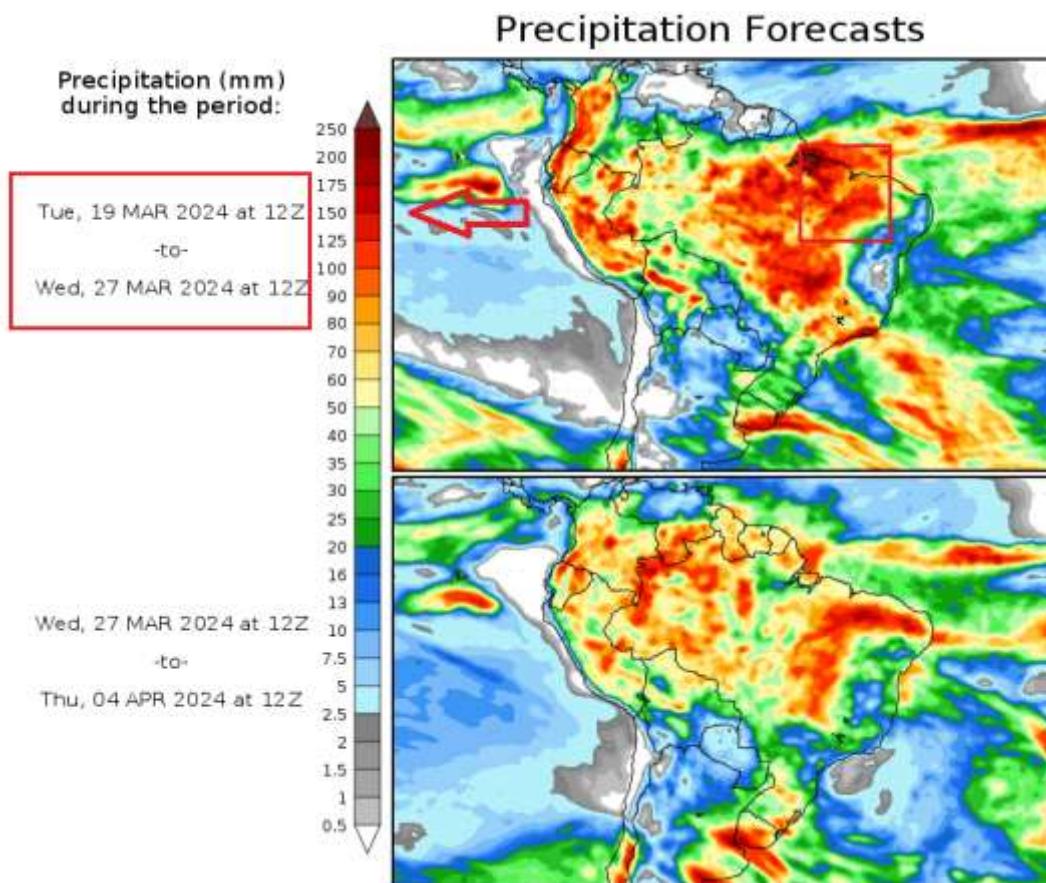 Precipitation Forecasts
Precipitation (mm)
during the period:
Tue, 19 MAR 2024 at 12Z
-to-
Wed, 27 MAR 2024 at 12Z
Wed, 27 MAR 2024 at 12Z
-to-
Thu, 04 APR 2024 at 12Z
250
200
175
150
125
100
90
80
70
60
50
40
35
30
25
20
16
13
10
7.5
5
2.5
2
1.5
1
0.5